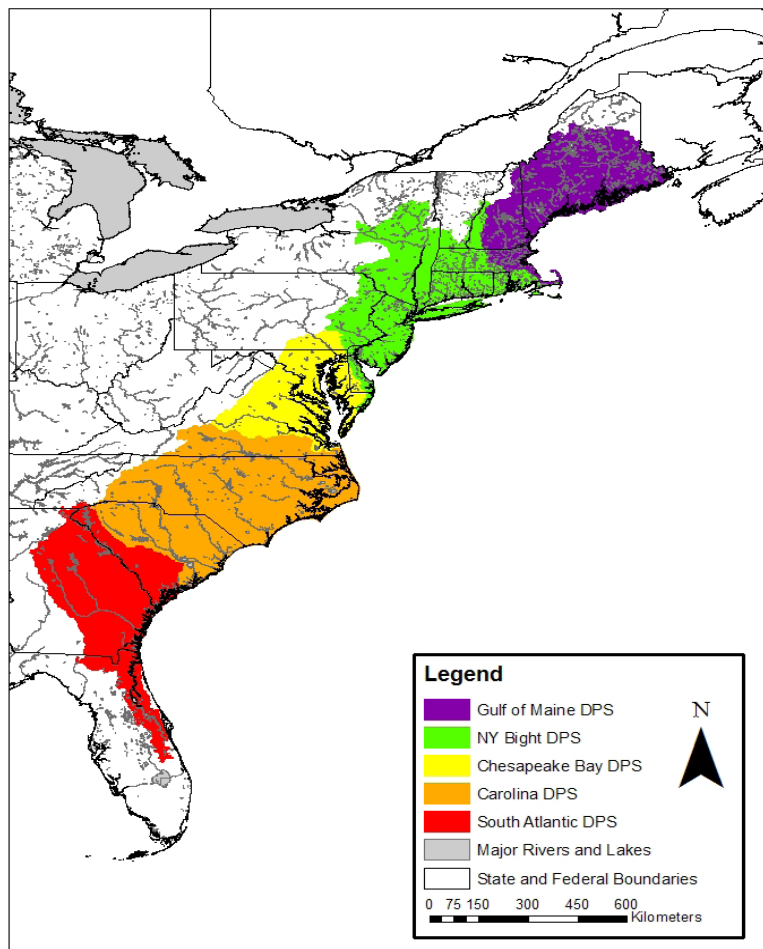 Legend
N
Gulf of Maine DPS
NY Bight DPS
Chesapeake Bay DPS
Carolina DPS
South Atlantic DPS
Major Rivers and Lakes
State and Federal Boundaries
0 75 150 300 450 600
Kilometers